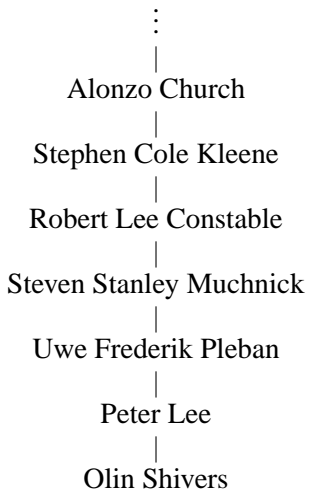 ⋮
Alonzo Church
Stephen Cole Kleene
Robert Lee Constable
Steven Stanley Muchnick
Uwe Frederik Pleban
Peter Lee
Olin Shivers